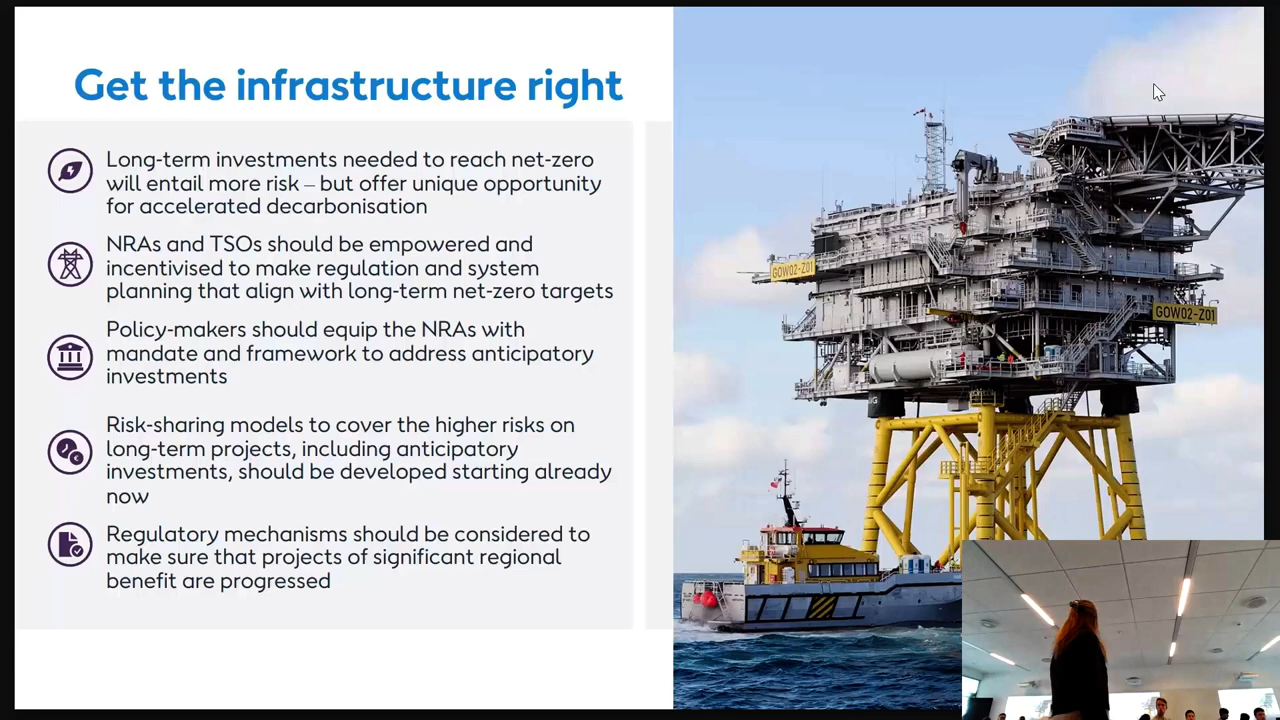 Get the infrastructure right
Long-term investments needed to reach net-zero
will entail more risk – but offer unique opportunity
for accelerated decarbonisation
NRAs and TSOs should be empowered and
incentivised to make regulation and system
planning that align with long-term net-zero targets
Policy-makers should equip the NRAs with
mandate and framework to address anticipatory
investments
Risk-sharing models to cover the higher risks on
long-term projects, including anticipatory
investments, should be developed starting already
now
Regulatory mechanisms should be considered to
make sure that projects of significant regional
benefit are progressed
GOW02-Z01
GOW02-Z01